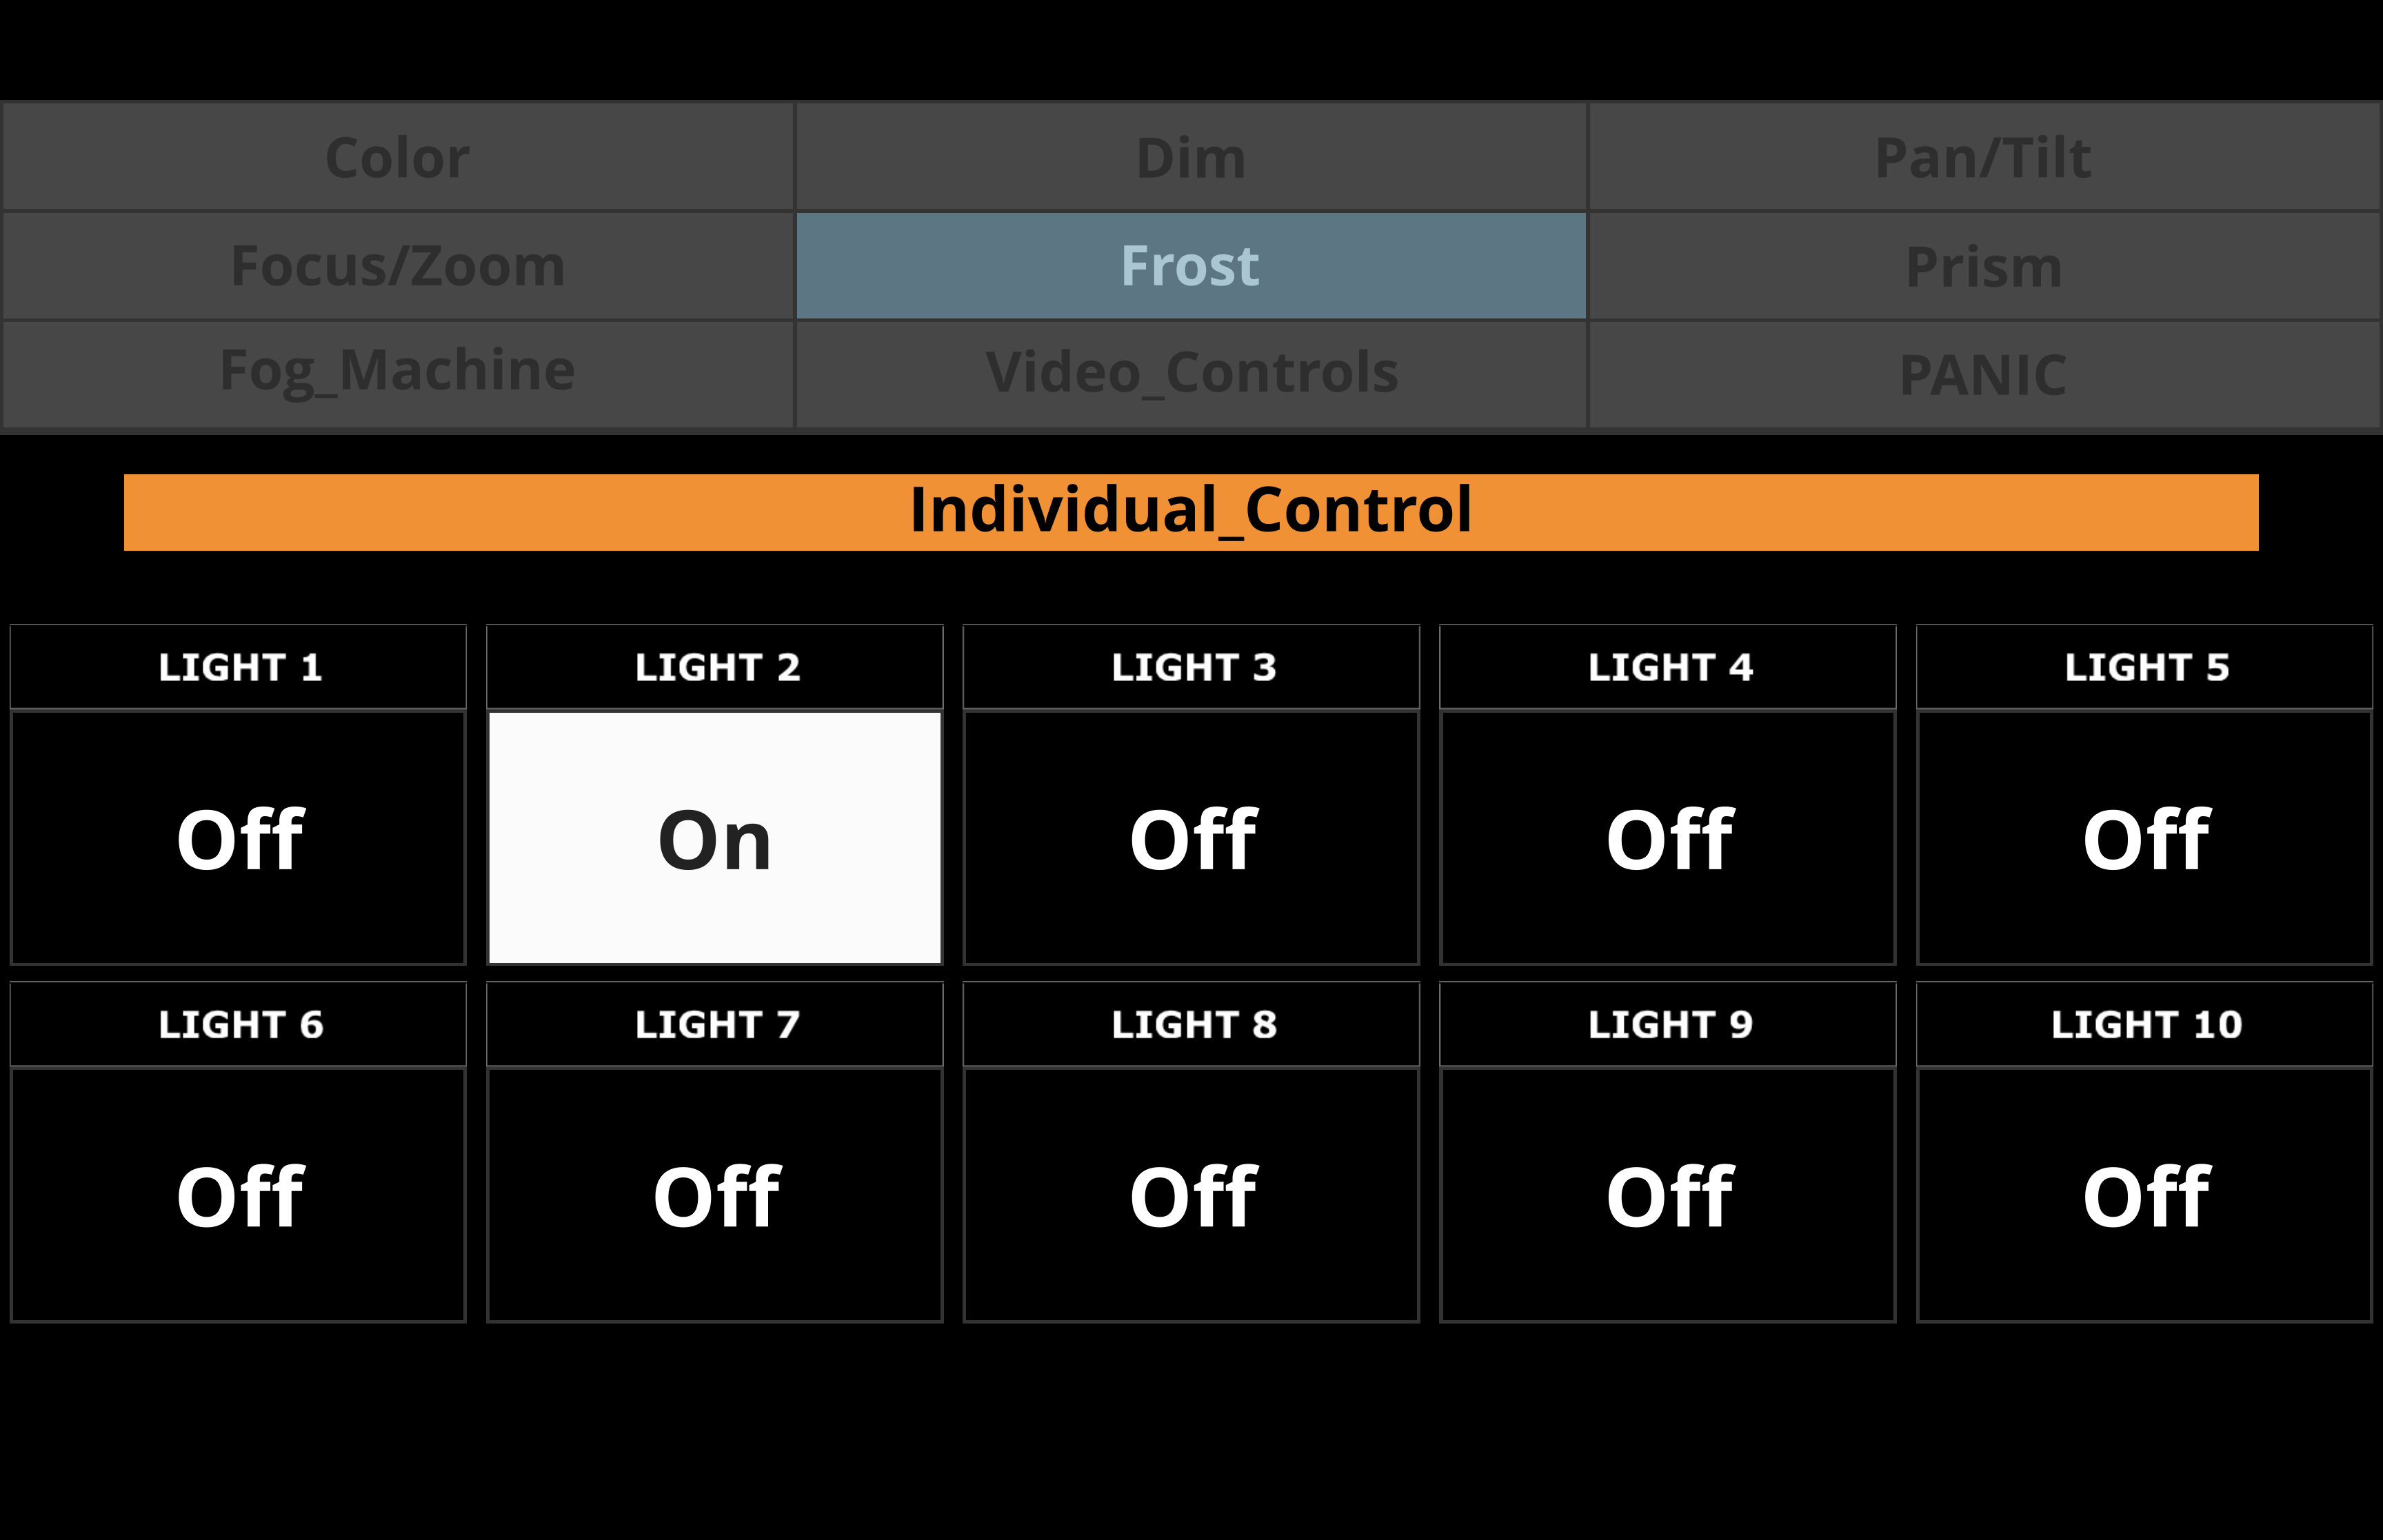 Color Dim Pan/Tilt
Focus/Zoom Frost Prism
Fog_Machine Video_Controls PANIC
Individual_Control
LIGHT 1 LIGHT 2 LIGHT 3 LIGHT 4 LIGHT 5
Off On Off Off Off
LIGHT 6 LIGHT 7 LIGHT 8 LIGHT 9 LIGHT 10
Off Off Off Off Off